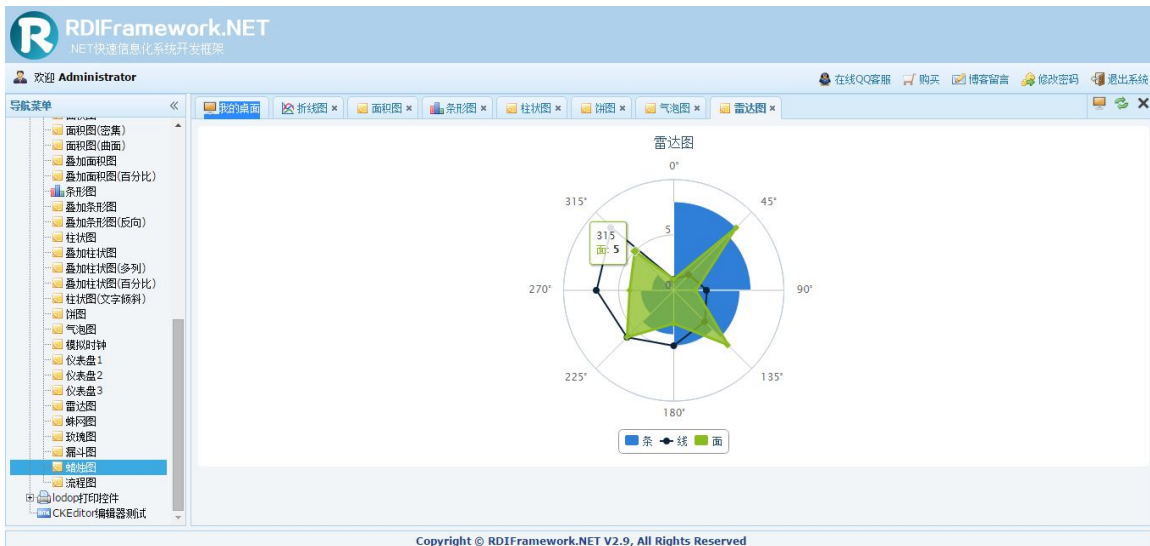 RDIFramework.NET
.NET快速信息化系统开发框架
欢迎 Administrator
在线QQ客服 购买 博客留言 修改密码 退出系统
导航菜单
我的桌面 折线图 面积图 条形图 柱状图 饼图 气泡图 雷达图
面积图(密集)
面积图(曲面)
叠加面积图
叠加面积图(百分比)
条形图
叠加条形图
叠加条形图(反向)
柱状图
叠加柱状图
叠加柱状图(多列)
叠加柱状图(百分比)
柱状图(文字倾斜)
饼图
气泡图
模拟时钟
仪表盘1
仪表盘2
仪表盘3
雷达图
蛛网图
玫瑰图
漏斗图
蜡烛图
流程图
lodop打印控件
CKEditor编辑器测试
雷达图
0°
315° 45°
315 5
面: 5
270° 0 90°
225° 135°
180°
条 线 面
Copyright © RDIFramework.NET V2.9, All Rights Reserved